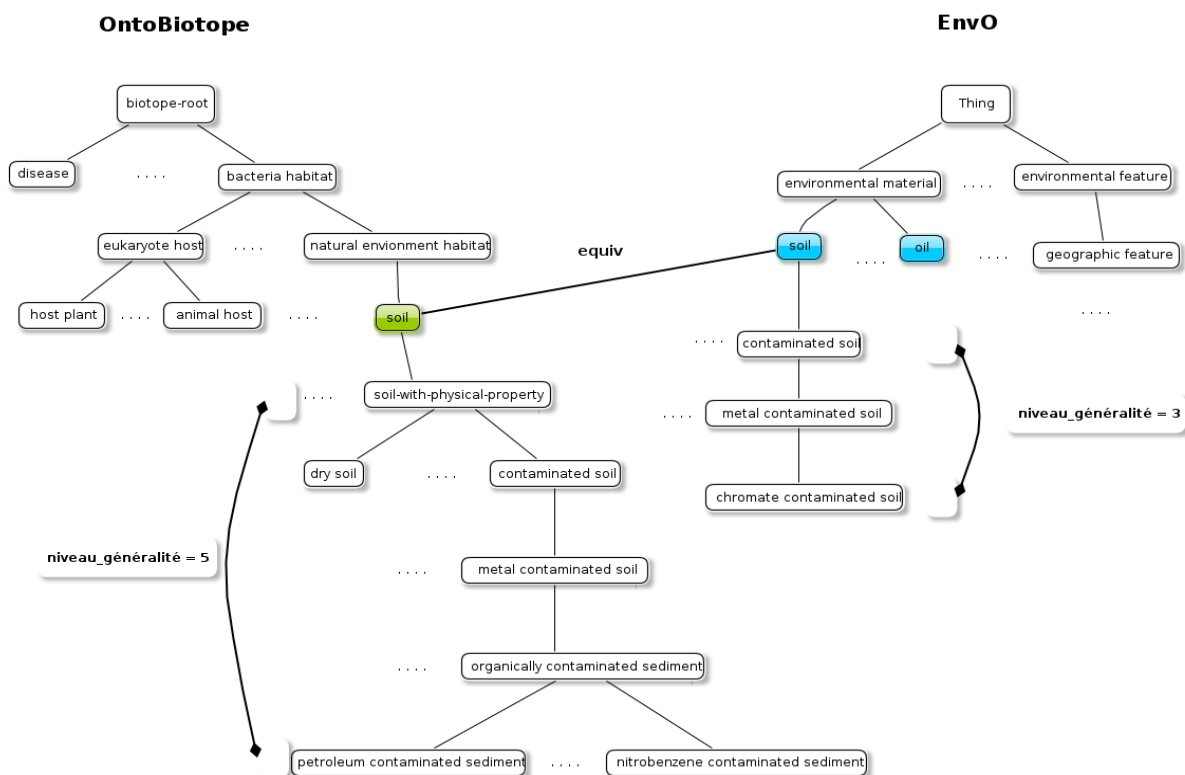 OntoBiotope
EnvO
biotope-root
Thing
disease
. . . .
bacteria habitat
environmental material
. . . .
environmental feature
eukaryote host
. . . .
natural envionment habitat
equiv
soil
. . . .
oil
. . . .
geographic feature
host plant
. . . .
animal host
. . . .
soil
. . . .
. . . .
contaminated soil
. . . .
soil-with-physical-property
. . . .
metal contaminated soil
niveau_généralité = 3
dry soil
. . . .
contaminated soil
chromate contaminated soil
niveau_généralité = 5
. . . .
metal contaminated soil
. . . .
organically contaminated sediment
petroleum contaminated sediment
. . . .
nitrobenzene contaminated sediment